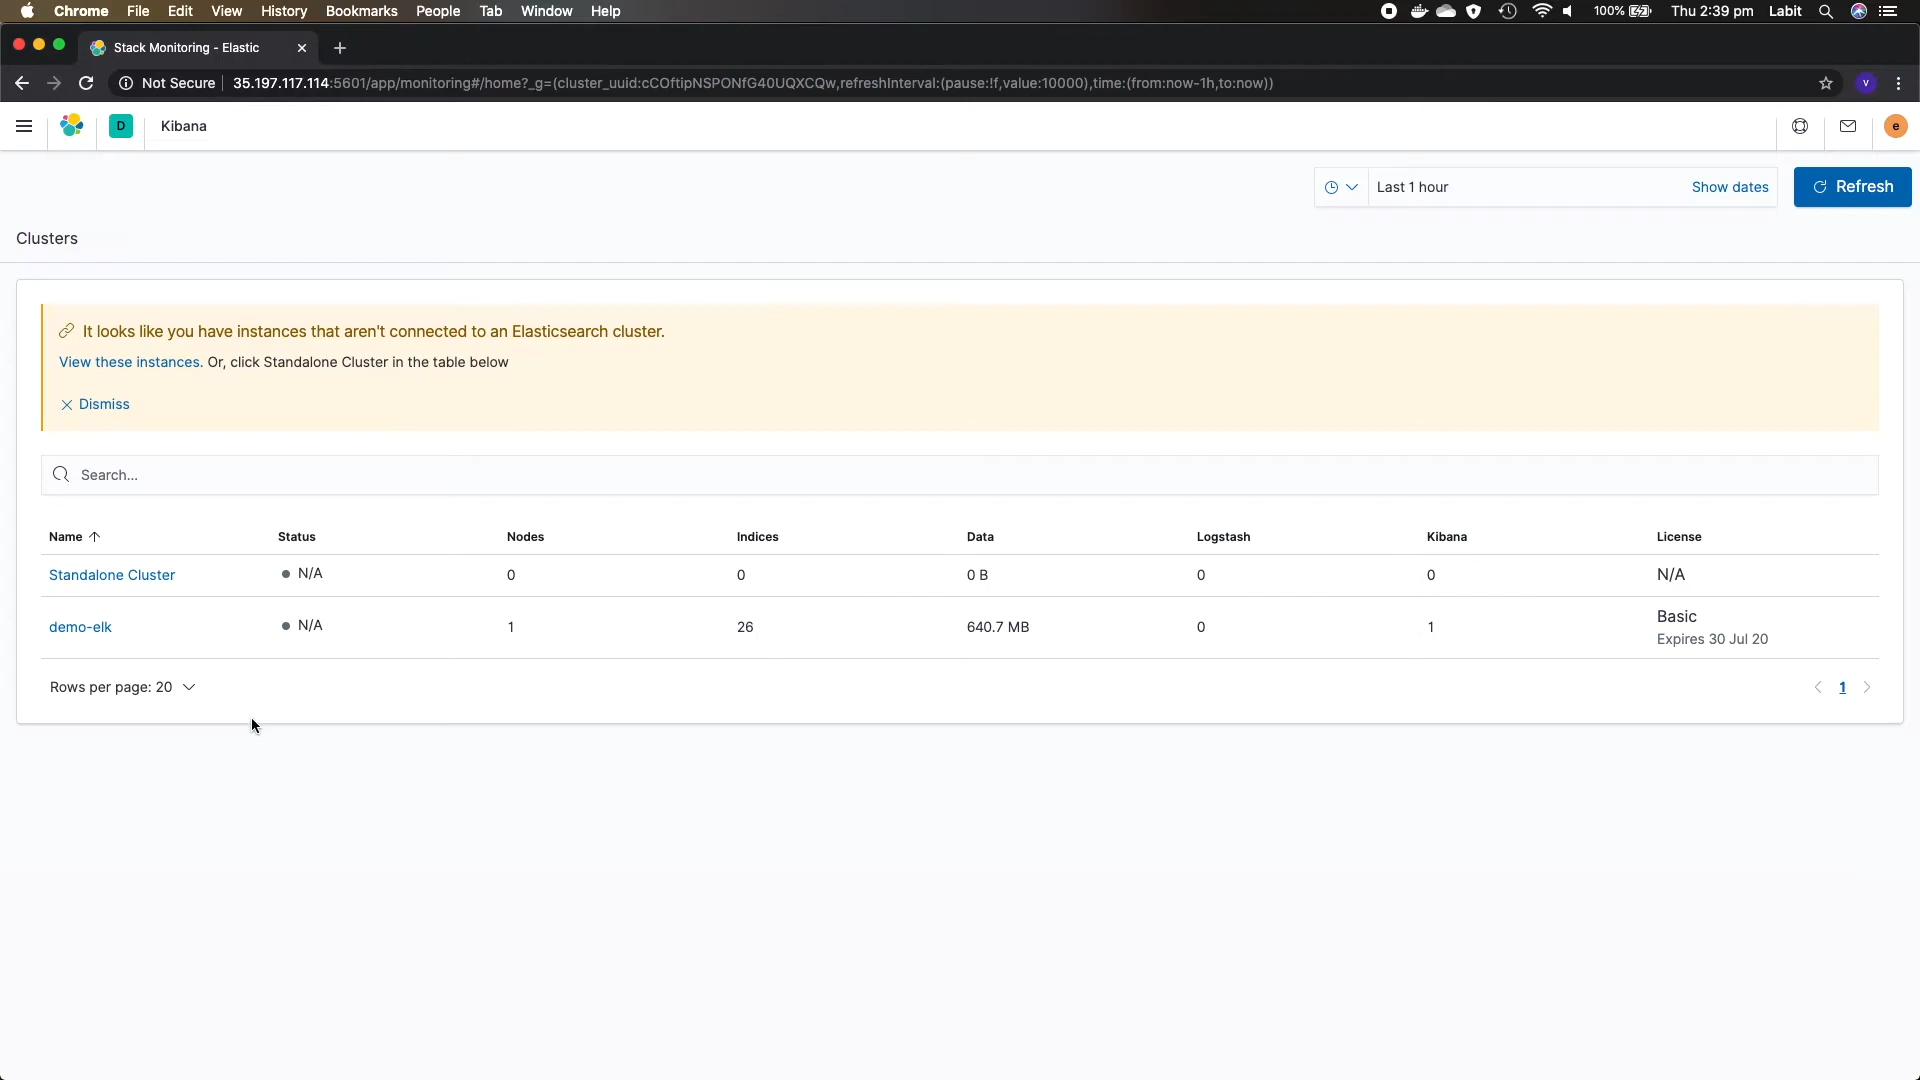 Chrome File Edit View History Bookmarks People Tab Window Help 100% Thu 2:39 pm Labit
Stack Monitoring - Elastic
Not Secure 35.197.117.114:5601/app/monitoring#/home?_g=(cluster_uuid:cCOftipNSPONfG40UQXCQw,refreshInterval:(pause:!f,value:10000),time:(from:now-1h,to:now)) v
D Kibana e
Last 1 hour Show dates Refresh
Clusters
It looks like you have instances that aren't connected to an Elasticsearch cluster.
View these instances. Or, click Standalone Cluster in the table below
Dismiss
Search...
Name Status Nodes Indices Data Logstash Kibana License
Standalone Cluster N/A 0 0 0 B 0 0 N/A
demo-elk N/A 1 26 640.7 MB 0 1 Basic
Expires 30 Jul 20
Rows per page: 20 1